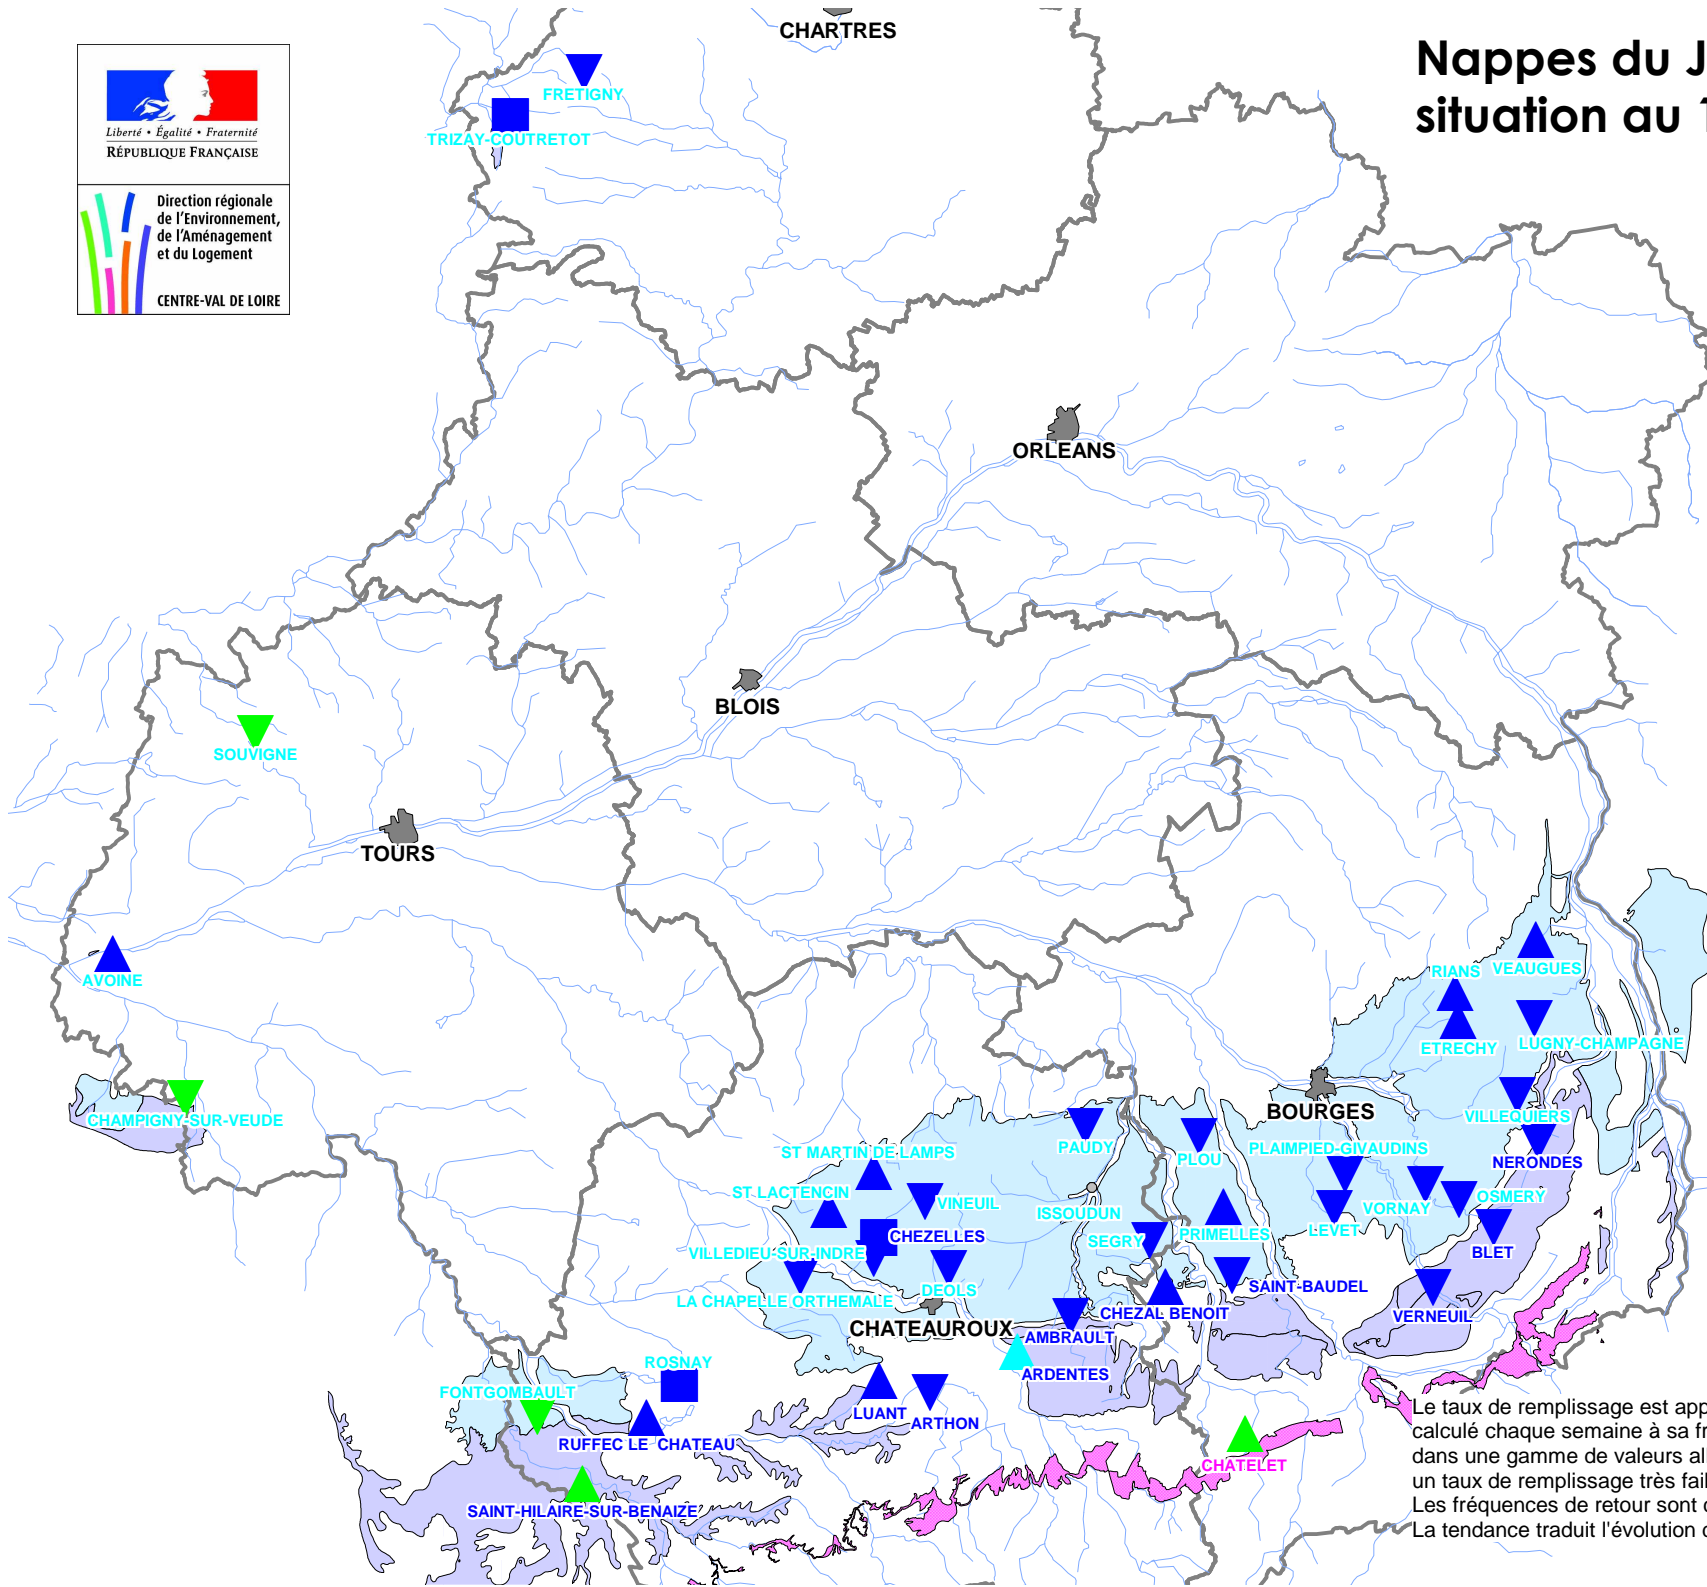 CHARTRES
Nappes du J
situation au 1
FRETIGNY
TRIZAY-COUTRETOT
Liberté • Égalité • Fraternité
RÉPUBLIQUE FRANÇAISE
Direction régionale
de l'Environnement,
de l'Aménagement
et du Logement
CENTRE-VAL DE LOIRE
ORLEANS
BLOIS
SOUVIGNE
TOURS
AVOINE
RIANS
VEAUGUES
ETRECHY
LUGNY-CHAMPAGNE
CHAMPIGNY-SUR-VEUDE
BOURGES
VILLEQUIERS
ST MARTIN DE LAMPS
PAUDY
PLOU
PLAIMPIED-GIVAUDINS
NERONDES
ST LACTENCIN
VINEUIL
ISSOUDUN
VORNAY
OSMERY
VILLEDIEU-SUR-INDRE
CHEZELLES
SEGRY
PRIMELLES
LEVET
BLET
LA CHAPELLE ORTHEMALE
DEOLS
SAINT-BAUDEL
CHEZAL BENOIT
VERNEUIL
CHATEAUROUX
AMBRAULT
ROSNAY
ARDENTES
FONTGOMBAULT
LUANT
ARTHON
RUFFEC LE CHATEAU
CHATELET
SAINT-HILAIRE-SUR-BENAIZE
Le taux de remplissage est app
calculé chaque semaine à sa fr
dans une gamme de valeurs all
un taux de remplissage très fail
Les fréquences de retour sont
La tendance traduit l'évolution